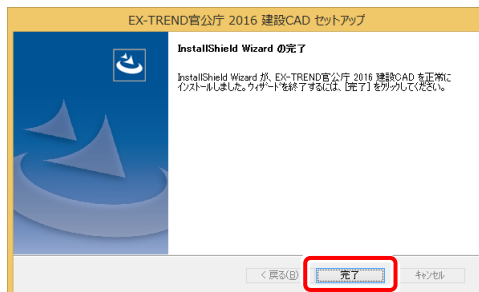 EX-TREND官公庁 2016 建設CAD セットアップ
InstallShield Wizard の完了
InstallShield Wizard が、EX-TREND官公庁 2016 建設CAD を正常に
インストールしました。ウィザードを終了するには、[完了] をクリックしてください。
< 戻る(B)
完了
キャンセル